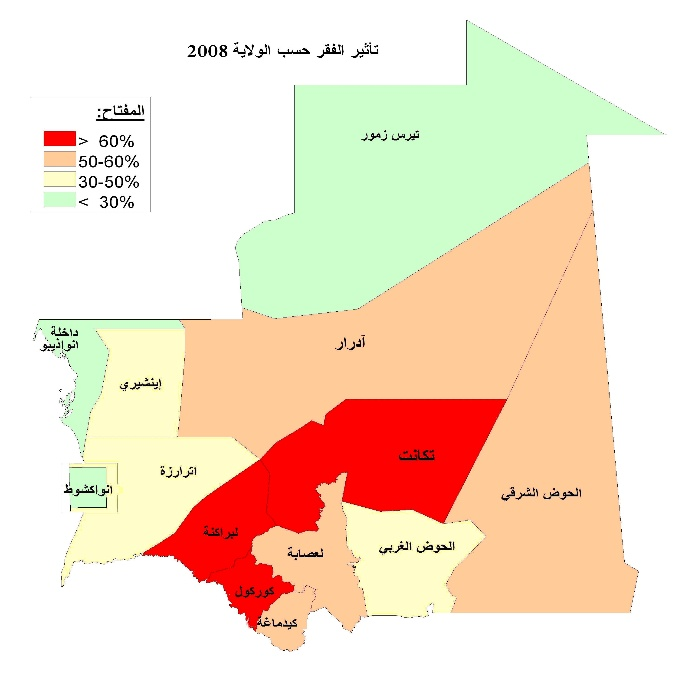 تأثير الفقر حسب الولاية 2008
المفتاح:
> 60%
50-60%
30-50%
< 30%
تيرس زمور
داخلة
انواذيبو
آدرار
إينشيري
تكانت
اترارزة
انواكشوط
الحوض الشرقي
لبراكنة
الحوض الغربي
لعصابة
كوركول
كيدماغة